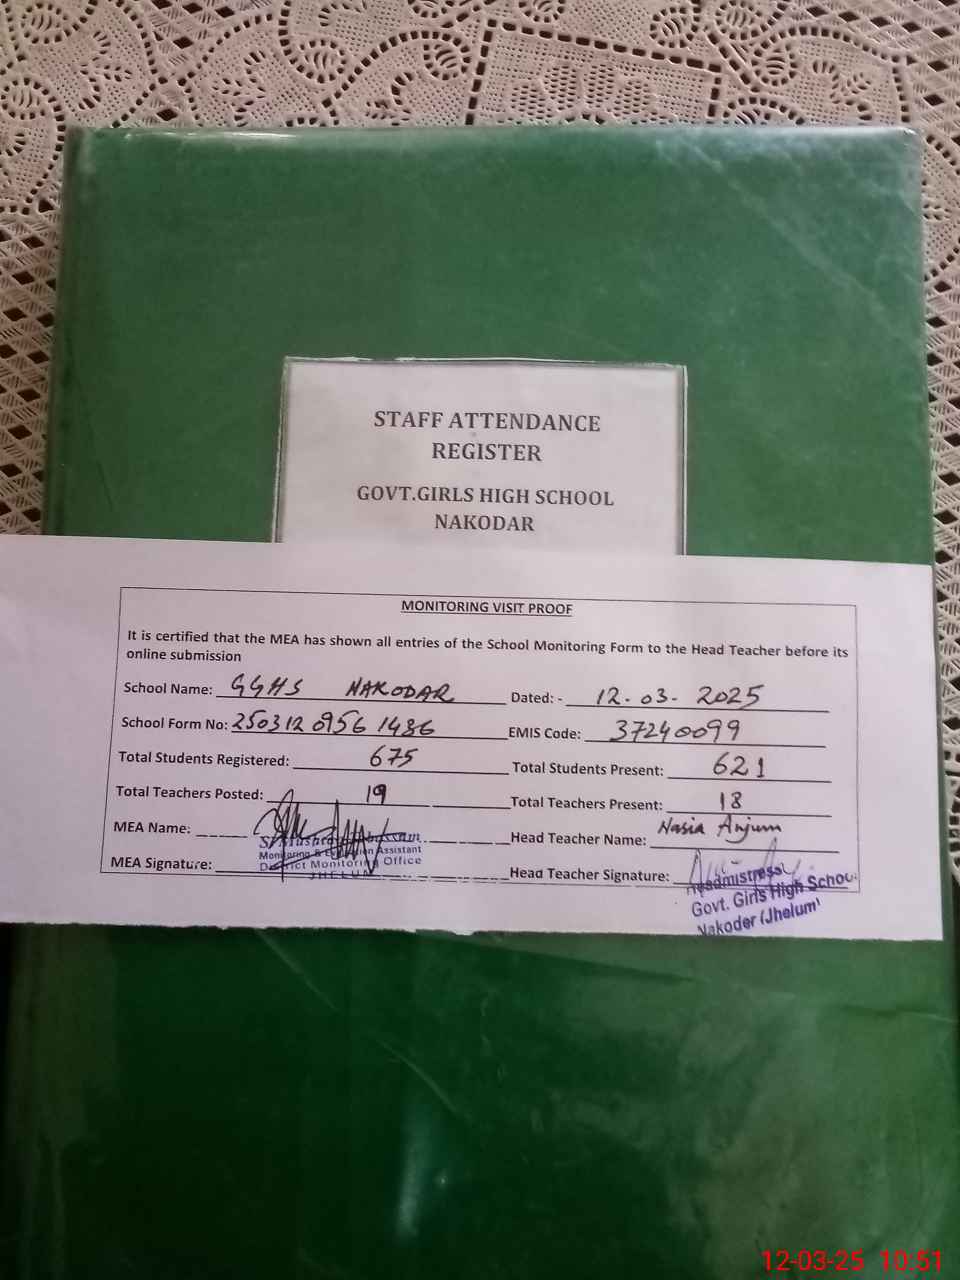 STAFF ATTENDANCE
REGISTER
GOVT.GIRLS HIGH SCHOOL
NAKODAR
MONITORING VISIT PROOF
It is certified that the MEA has shown all entries of the School Monitoring Form to the Head Teacher before its
online submission
School Name: GGHS NAKODAR Dated: - 12-03-2025
School Form No: 250312 0956 1486 EMIS Code: 37240099
Total Students Registered: 675 Total Students Present: 621
Total Teachers Posted: 19 Total Teachers Present: 18
MEA Name: Head Teacher Name: Nasia Anjum
Monitoring & Evaluation Assistant
MEA Signature: District Monitoring Office Head Teacher Signature:
JHELUM
Headmistress
Govt. Girls High School
Nakoder (Jhelum)
12-03-25 10:51